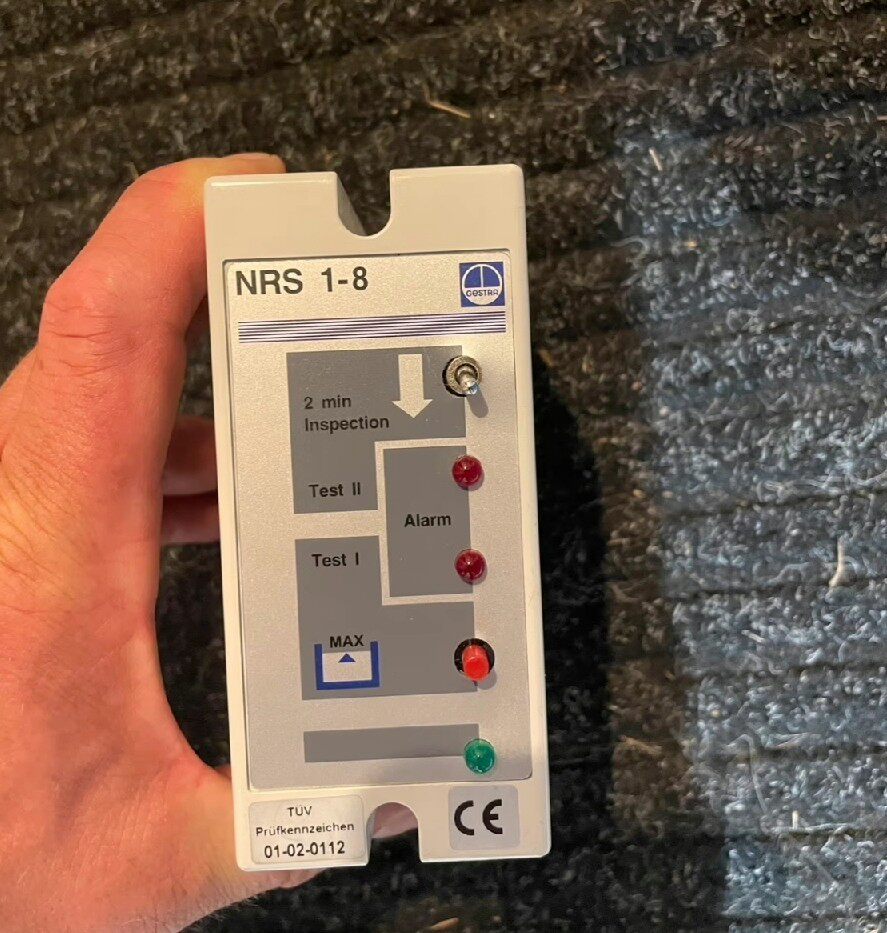 NRS 1-8
GESTRA
2 min
Inspection
Test II
Alarm
Test I
MAX
TÜV
Prüfkennzeichen
01-02-0112
CE